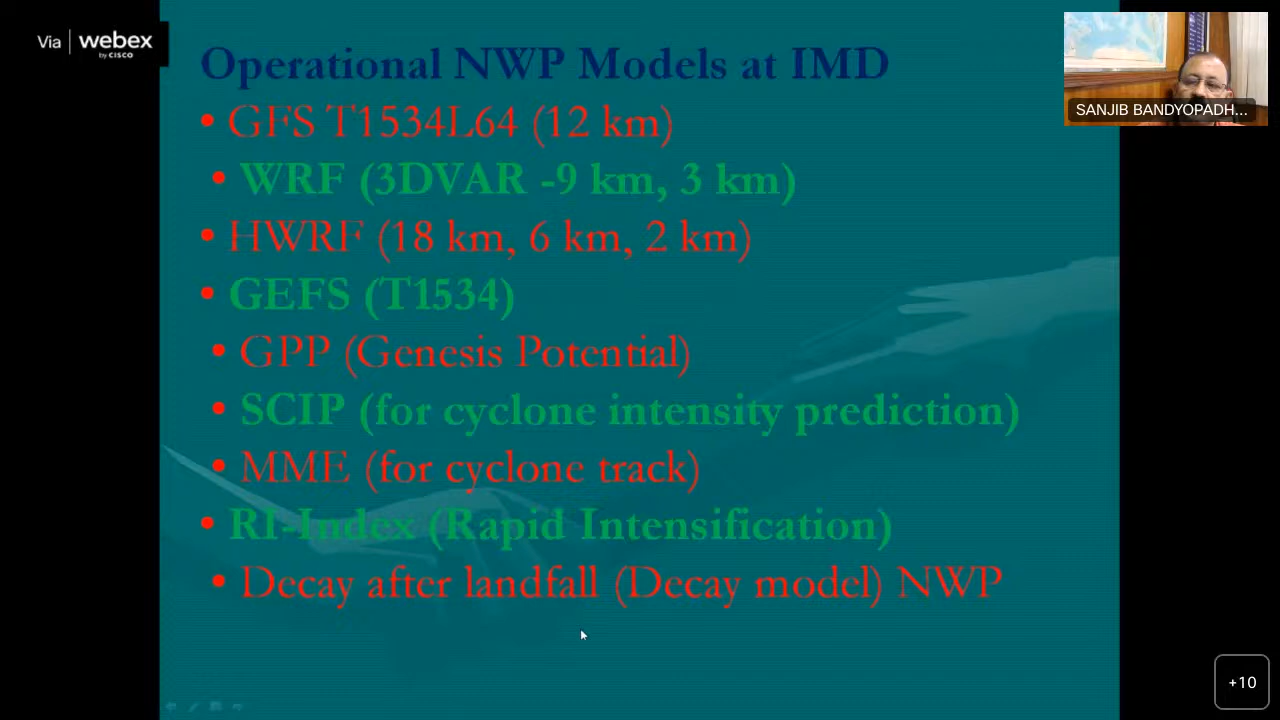 Via webex
by CISCO
Operational NWP Models at IMD
• GFS T1534L64 (12 km)
• WRF (3DVAR -9 km, 3 km)
• HWRF (18 km, 6 km, 2 km)
• GEFS (T1534)
• GPP (Genesis Potential)
• SCIP (for cyclone intensity prediction)
• MME (for cyclone track)
• RI-Index (Rapid Intensification)
• Decay after landfall (Decay model) NWP
SANJIB BANDYOPADH...
+10